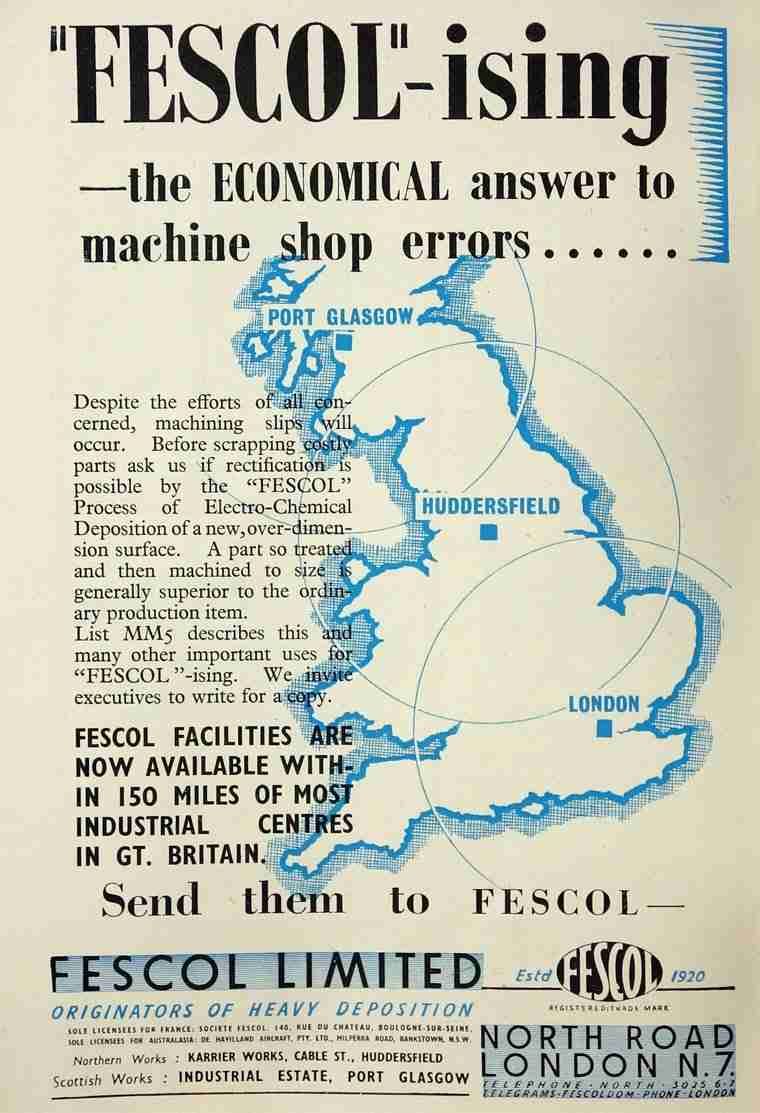 "FESCOL"-ising
—the ECONOMICAL answer to
machine shop errors......
PORT GLASGOW
Despite the efforts of all con-
cerned, machining slips will
occur. Before scrapping costly
parts ask us if rectification is
possible by the "FESCOL"
Process of Electro-Chemical
Deposition of a new, over-dimen-
sion surface. A part so treated
and then machined to size is
generally superior to the ordin-
ary production item.
List MM5 describes this and
many other important uses for
"FESCOL"-ising. We invite
executives to write for a copy.
HUDDERSFIELD
LONDON
FESCOL FACILITIES ARE
NOW AVAILABLE WITH-
IN 150 MILES OF MOST
INDUSTRIAL CENTRES
IN GT. BRITAIN.
Send them to FESCOL—
FESCOL LIMITED
ORIGINATORS OF HEAVY DEPOSITION
SOLE LICENSEES FOR FRANCE: SOCIETE FESCOL. 140, RUE DU CHATEAU, BOULOGNE-SUR-SEINE.
SOLE LICENSEES FOR AUSTRALASIA: DE HAVILLAND AIRCRAFT, PTY. LTD., MILPERRA ROAD, BANKSTOWN, N.S.W.
Northern Works : KARRIER WORKS, CABLE ST., HUDDERSFIELD
Scottish Works : INDUSTRIAL ESTATE, PORT GLASGOW
Estd FESCOL 1920
REGISTERED TRADE MARK
NORTH ROAD
LONDON N.7.
TELEPHONE · NORTH · 3025 6-7
TELEGRAMS·FESCOLDOM·PHONE·LONDON